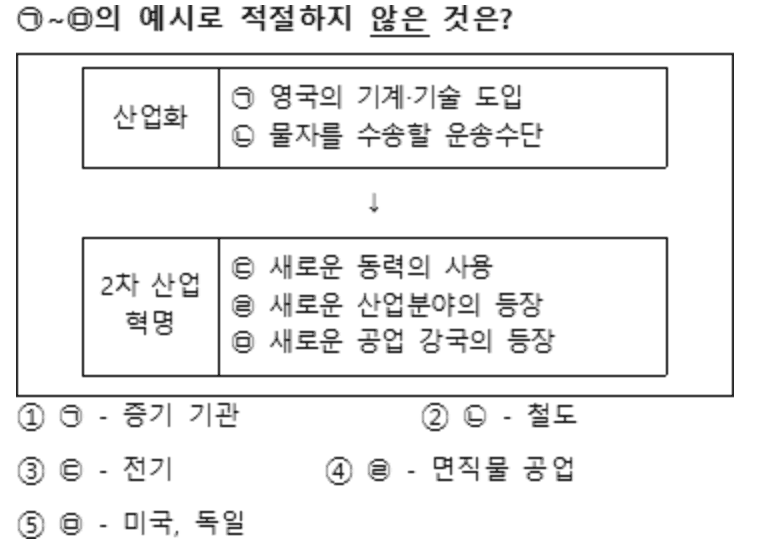 ㉠~㉤의 예시로 적절하지 않은 것은?
산업화
㉠ 영국의 기계·기술 도입
㉡ 물자를 수송할 운송수단
↓
2차 산업
혁명
㉢ 새로운 동력의 사용
㉣ 새로운 산업분야의 등장
㉤ 새로운 공업 강국의 등장
① ㉠ - 증기 기관 ② ㉡ - 철도
③ ㉢ - 전기 ④ ㉣ - 면직물 공업
⑤ ㉤ - 미국, 독일